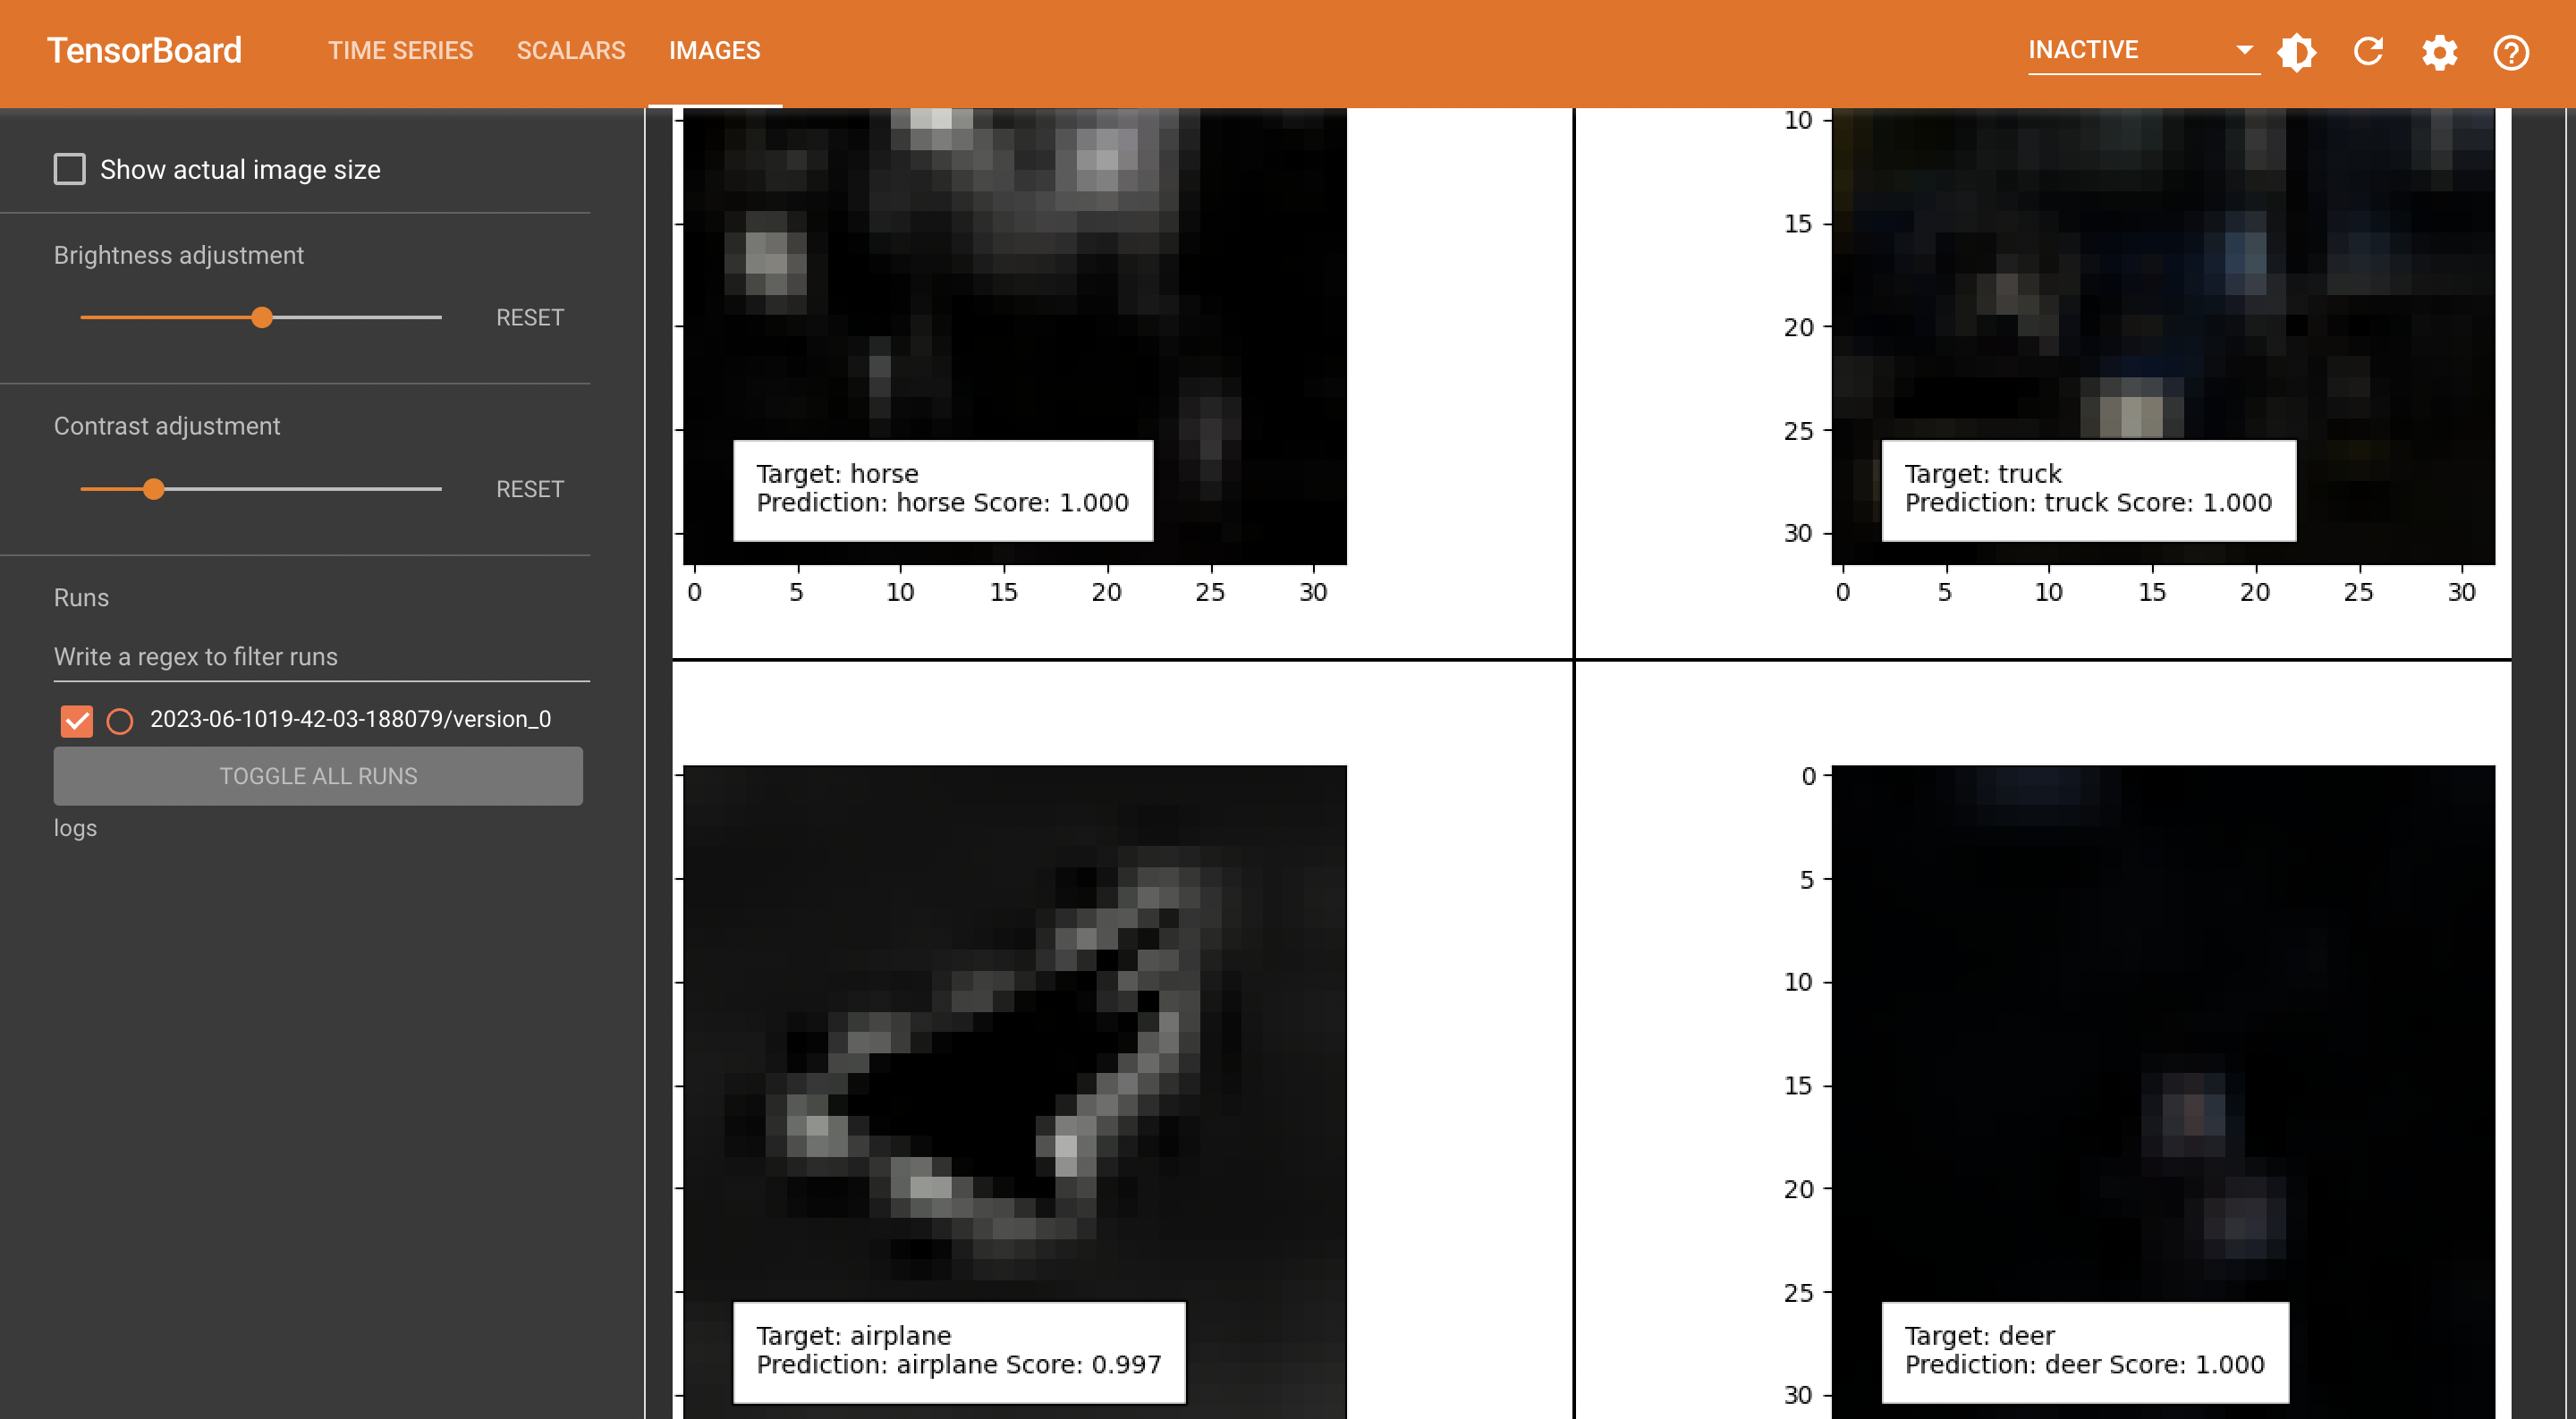 TensorBoard TIME SERIES SCALARS IMAGES INACTIVE
Show actual image size
Brightness adjustment
RESET
Contrast adjustment
RESET
Runs
Write a regex to filter runs
2023-06-1019-42-03-188079/version_0
TOGGLE ALL RUNS
logs
Target: horse
Prediction: horse Score: 1.000
0 5 10 15 20 25 30
10
15
20
25
30
Target: truck
Prediction: truck Score: 1.000
0 5 10 15 20 25 30
Target: airplane
Prediction: airplane Score: 0.997
0
5
10
15
20
25
30
Target: deer
Prediction: deer Score: 1.000